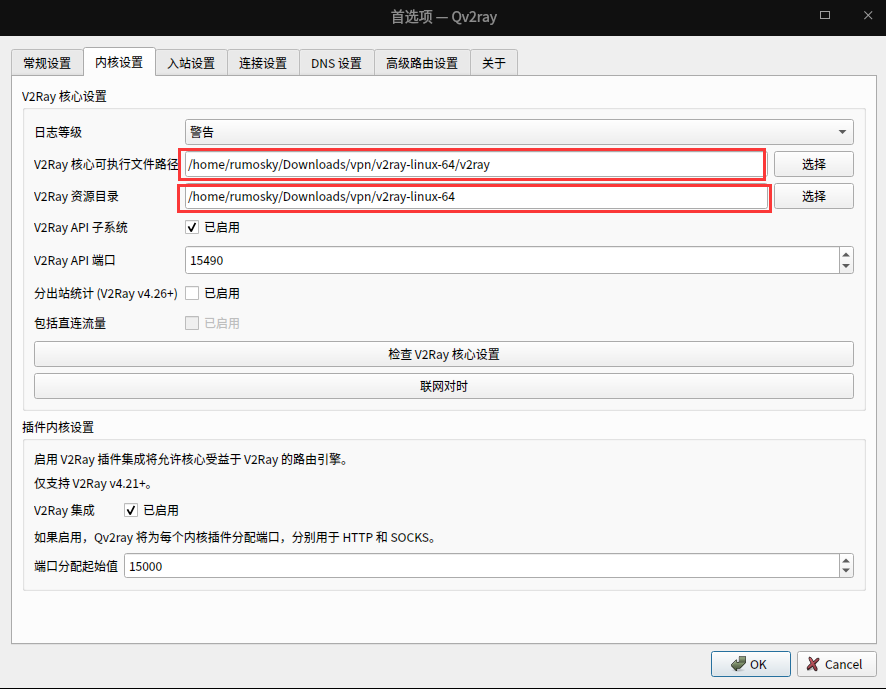 首选项 — Qv2ray
常规设置 内核设置 入站设置 连接设置 DNS 设置 高级路由设置 关于
V2Ray 核心设置
日志等级 警告
V2Ray 核心可执行文件路径 /home/rumosky/Downloads/vpn/v2ray-linux-64/v2ray 选择
V2Ray 资源目录 /home/rumosky/Downloads/vpn/v2ray-linux-64 选择
V2Ray API 子系统 已启用
V2Ray API 端口 15490
分出站统计 (V2Ray v4.26+) 已启用
包括直连流量 已启用
检查 V2Ray 核心设置
联网对时
插件内核设置
启用 V2Ray 插件集成将允许核心受益于 V2Ray 的路由引擎。
仅支持 V2Ray v4.21+。
V2Ray 集成 已启用
如果启用，Qv2ray 将为每个内核插件分配端口，分别用于 HTTP 和 SOCKS。
端口分配起始值 15000
OK Cancel